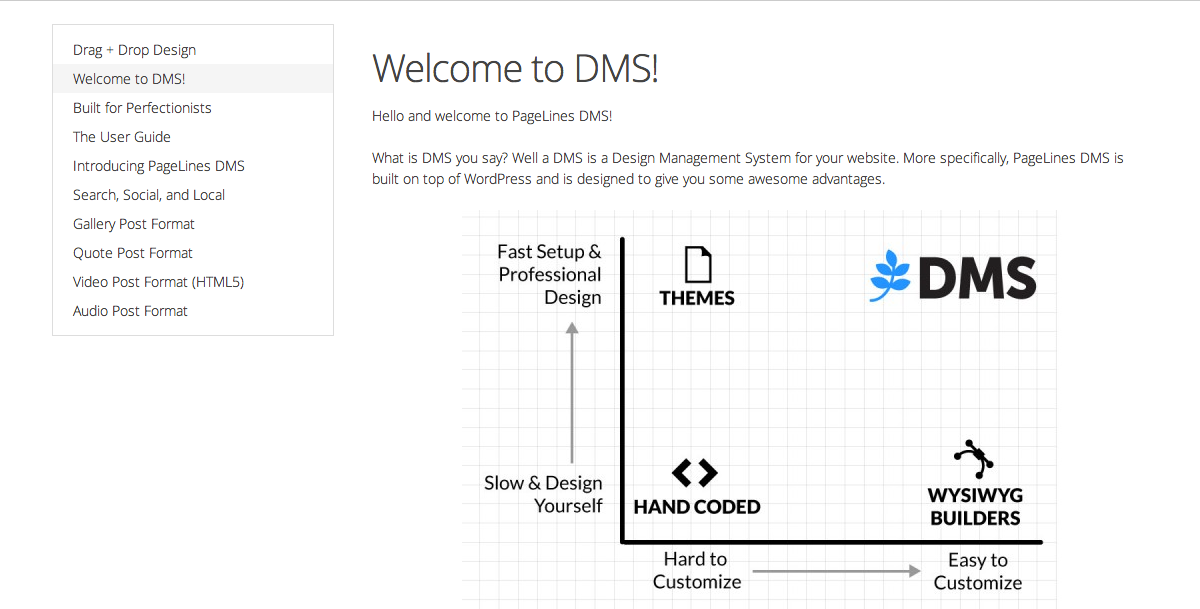 Drag + Drop Design
Welcome to DMS!
Built for Perfectionists
The User Guide
Introducing PageLines DMS
Search, Social, and Local
Gallery Post Format
Quote Post Format
Video Post Format (HTML5)
Audio Post Format
Welcome to DMS!
Hello and welcome to PageLines DMS!
What is DMS you say? Well a DMS is a Design Management System for your website. More specifically, PageLines DMS is
built on top of WordPress and is designed to give you some awesome advantages.
Fast Setup &
Professional
Design
THEMES
DMS
Slow & Design
Yourself
HAND CODED
WYSIWYG
BUILDERS
Hard to
Customize
Easy to
Customize